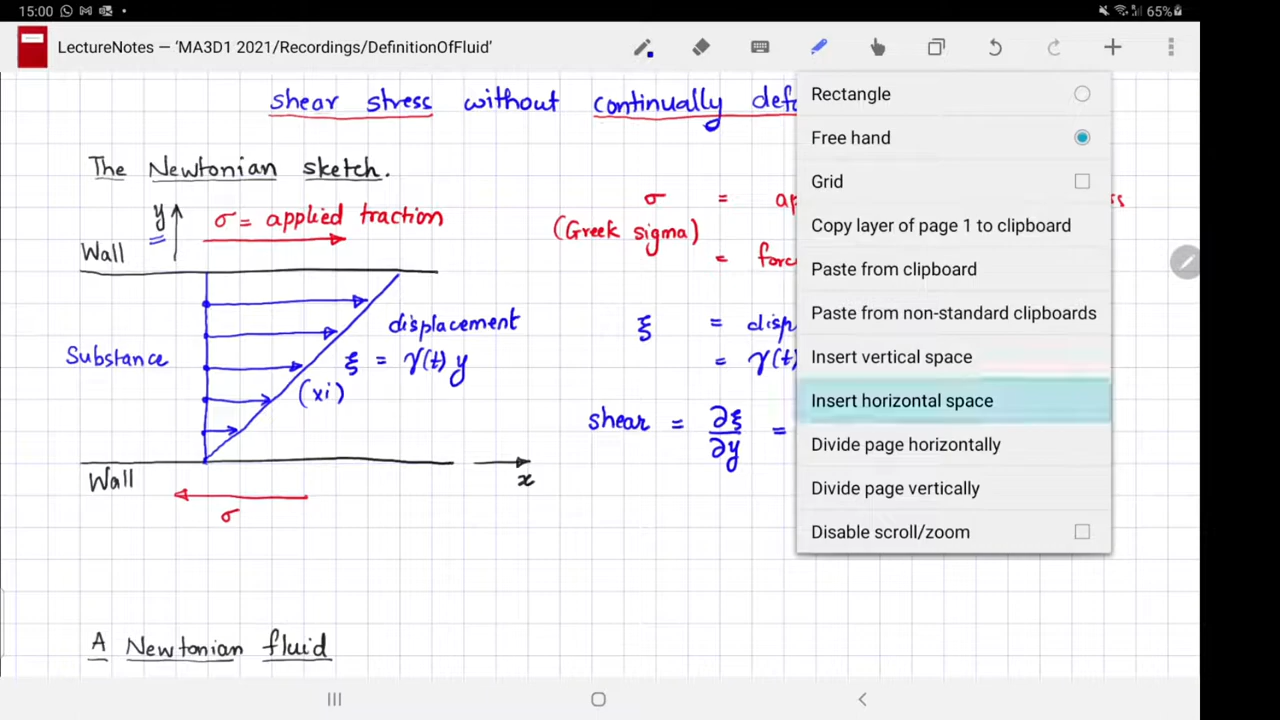 15:00
65%
LectureNotes — 'MA3D1 2021/Recordings/DefinitionOfFluid'
shear stress without continually defo
The Newtonian sketch.
y
σ = applied traction
Wall
Substance
displacement
ξ = γ(t) y
(xi)
Wall
x
σ
σ = ap
(Greek sigma)
= forc
ξ = disp
= γ(t)
shear = ∂ξ/∂y =
Rectangle
Free hand
Grid
Copy layer of page 1 to clipboard
Paste from clipboard
Paste from non-standard clipboards
Insert vertical space
Insert horizontal space
Divide page horizontally
Divide page vertically
Disable scroll/zoom
A Newtonian fluid